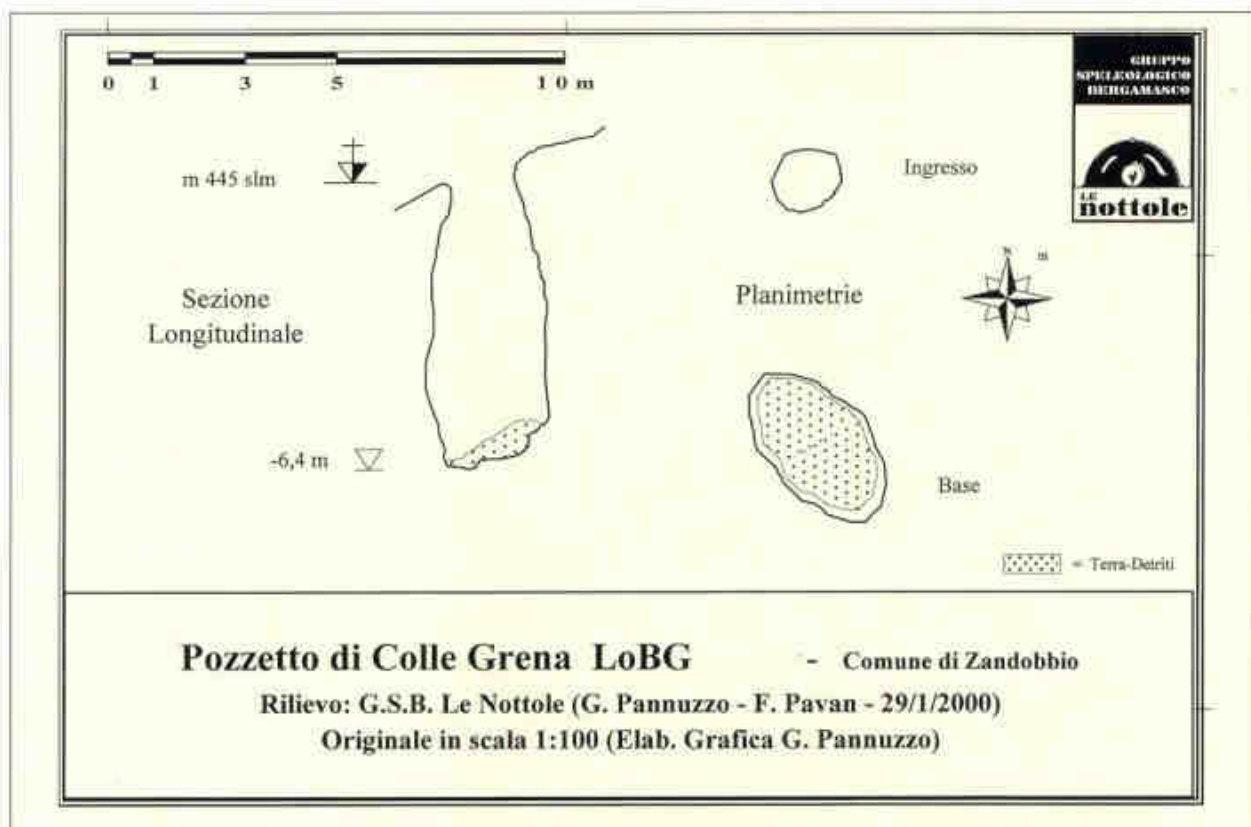 0 1 3 5 10 m
GRUPPO
SPELEOLOGICO
BERGAMASCO
LE
nottole
m 445 slm
Ingresso
N m
Sezione
Longitudinale
Planimetrie
-6,4 m
Base
= Terra-Detriti
Pozzetto di Colle Grena LoBG - Comune di Zandobbio
Rilievo: G.S.B. Le Nottole (G. Pannuzzo - F. Pavan - 29/1/2000)
Originale in scala 1:100 (Elab. Grafica G. Pannuzzo)